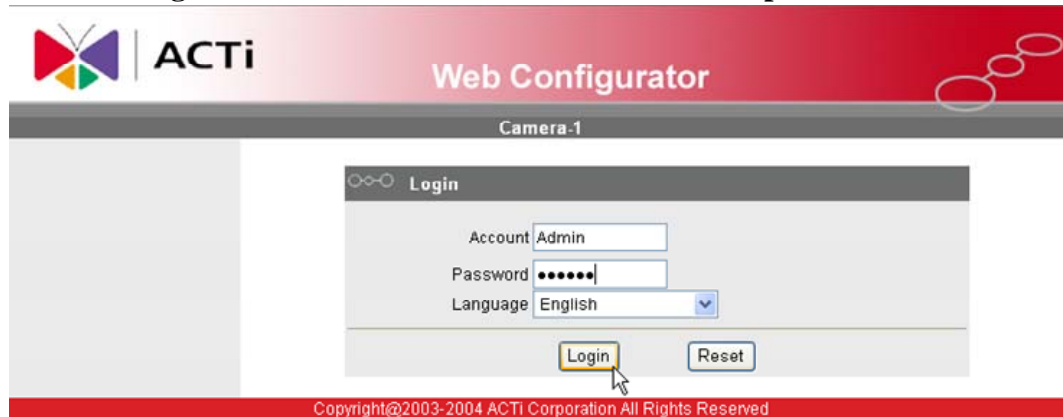 ACTi
Web Configurator
Camera-1
Login
Account Admin
Password ••••••
Language English
Login Reset
Copyright@2003-2004 ACTi Corporation All Rights Reserved